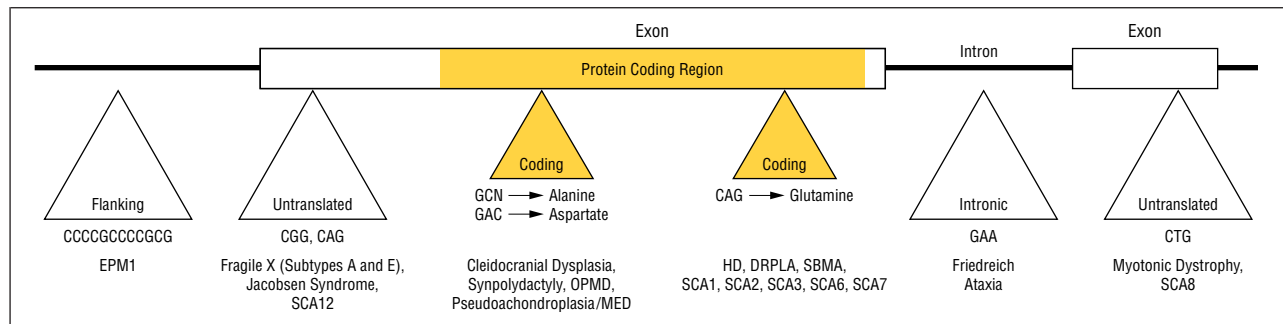 Exon
Intron
Exon
Protein Coding Region
Flanking
CCCCGCCCCGCG
EPM1
Untranslated
CGG, CAG
Fragile X (Subtypes A and E),
Jacobsen Syndrome,
SCA12
Coding
GCN → Alanine
GAC → Aspartate
Cleidocranial Dysplasia,
Synpolydactyly, OPMD,
Pseudoachondroplasia/MED
Coding
CAG → Glutamine
HD, DRPLA, SBMA,
SCA1, SCA2, SCA3, SCA6, SCA7
Intronic
GAA
Friedreich
Ataxia
Untranslated
CTG
Myotonic Dystrophy,
SCA8